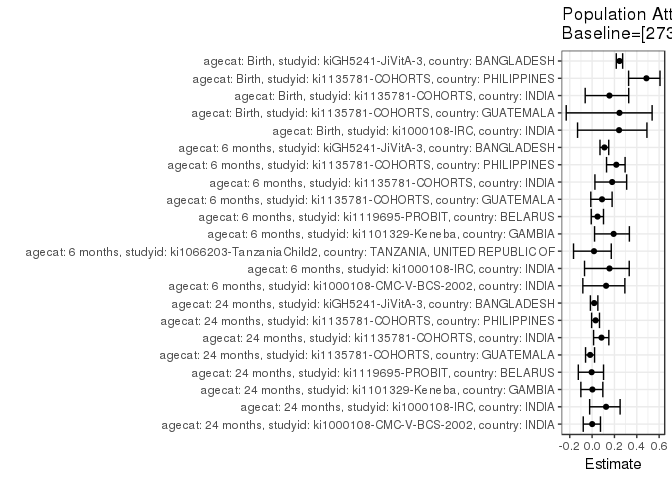 Population Att
Baseline=[273
agecat: Birth, studyid: kiGH5241-JiVitA-3, country: BANGLADESH
agecat: Birth, studyid: ki1135781-COHORTS, country: PHILIPPINES
agecat: Birth, studyid: ki1135781-COHORTS, country: INDIA
agecat: Birth, studyid: ki1135781-COHORTS, country: GUATEMALA
agecat: Birth, studyid: ki1000108-IRC, country: INDIA
agecat: 6 months, studyid: kiGH5241-JiVitA-3, country: BANGLADESH
agecat: 6 months, studyid: ki1135781-COHORTS, country: PHILIPPINES
agecat: 6 months, studyid: ki1135781-COHORTS, country: INDIA
agecat: 6 months, studyid: ki1135781-COHORTS, country: GUATEMALA
agecat: 6 months, studyid: ki1119695-PROBIT, country: BELARUS
agecat: 6 months, studyid: ki1101329-Keneba, country: GAMBIA
agecat: 6 months, studyid: ki1066203-TanzaniaChild2, country: TANZANIA, UNITED REPUBLIC OF
agecat: 6 months, studyid: ki1000108-IRC, country: INDIA
agecat: 6 months, studyid: ki1000108-CMC-V-BCS-2002, country: INDIA
agecat: 24 months, studyid: kiGH5241-JiVitA-3, country: BANGLADESH
agecat: 24 months, studyid: ki1135781-COHORTS, country: PHILIPPINES
agecat: 24 months, studyid: ki1135781-COHORTS, country: INDIA
agecat: 24 months, studyid: ki1135781-COHORTS, country: GUATEMALA
agecat: 24 months, studyid: ki1119695-PROBIT, country: BELARUS
agecat: 24 months, studyid: ki1101329-Keneba, country: GAMBIA
agecat: 24 months, studyid: ki1000108-IRC, country: INDIA
agecat: 24 months, studyid: ki1000108-CMC-V-BCS-2002, country: INDIA
-0.2 0.0 0.2 0.4 0.6
Estimate